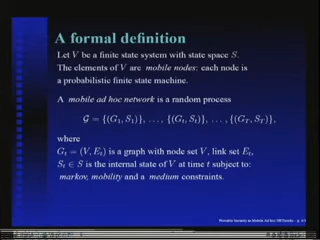 A formal definition
Let V be a finite state system with state space S.
The elements of V are mobile nodes: each node is
a probabilistic finite state machine.
A mobile ad hoc network is a random process
𝒢 = {(G₁, S₁)}, … , {(Gₜ, Sₜ)}, … , {(G_T, S_T)},
where
Gₜ = (V, Eₜ) is a graph with node set V, link set Eₜ,
Sₜ ∈ S is the internal state of V at time t subject to:
markov, mobility and a medium constraints.